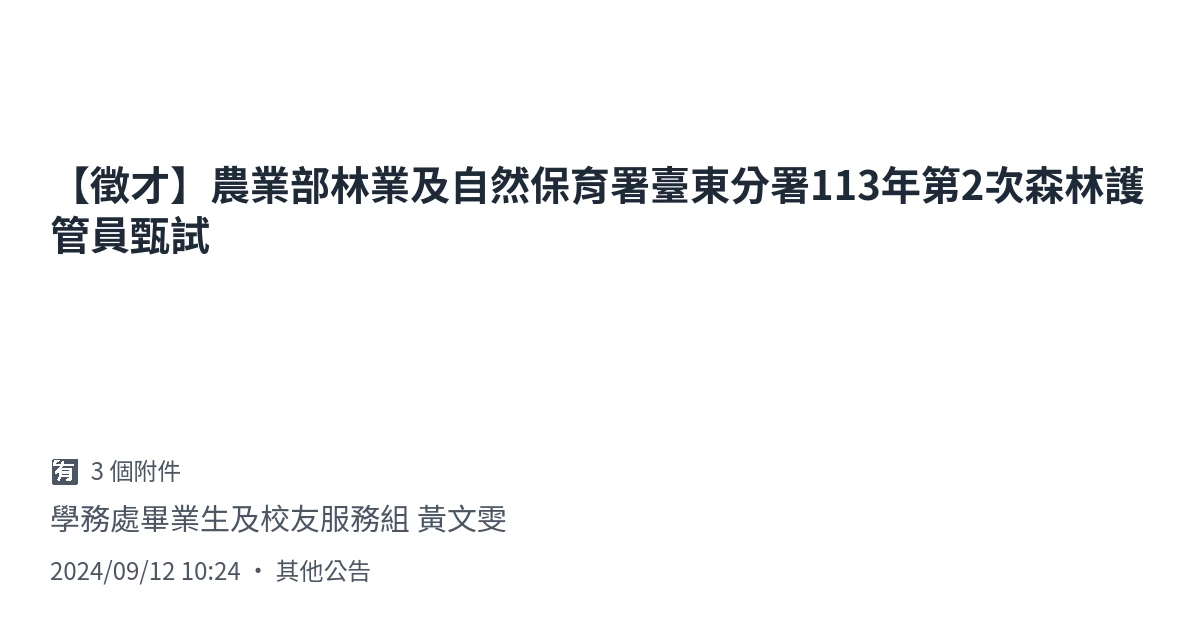 【徵才】農業部林業及自然保育署臺東分署113年第2次森林護
管員甄試
有 3 個附件
學務處畢業生及校友服務組 黃文雯
2024/09/12 10:24 • 其他公告